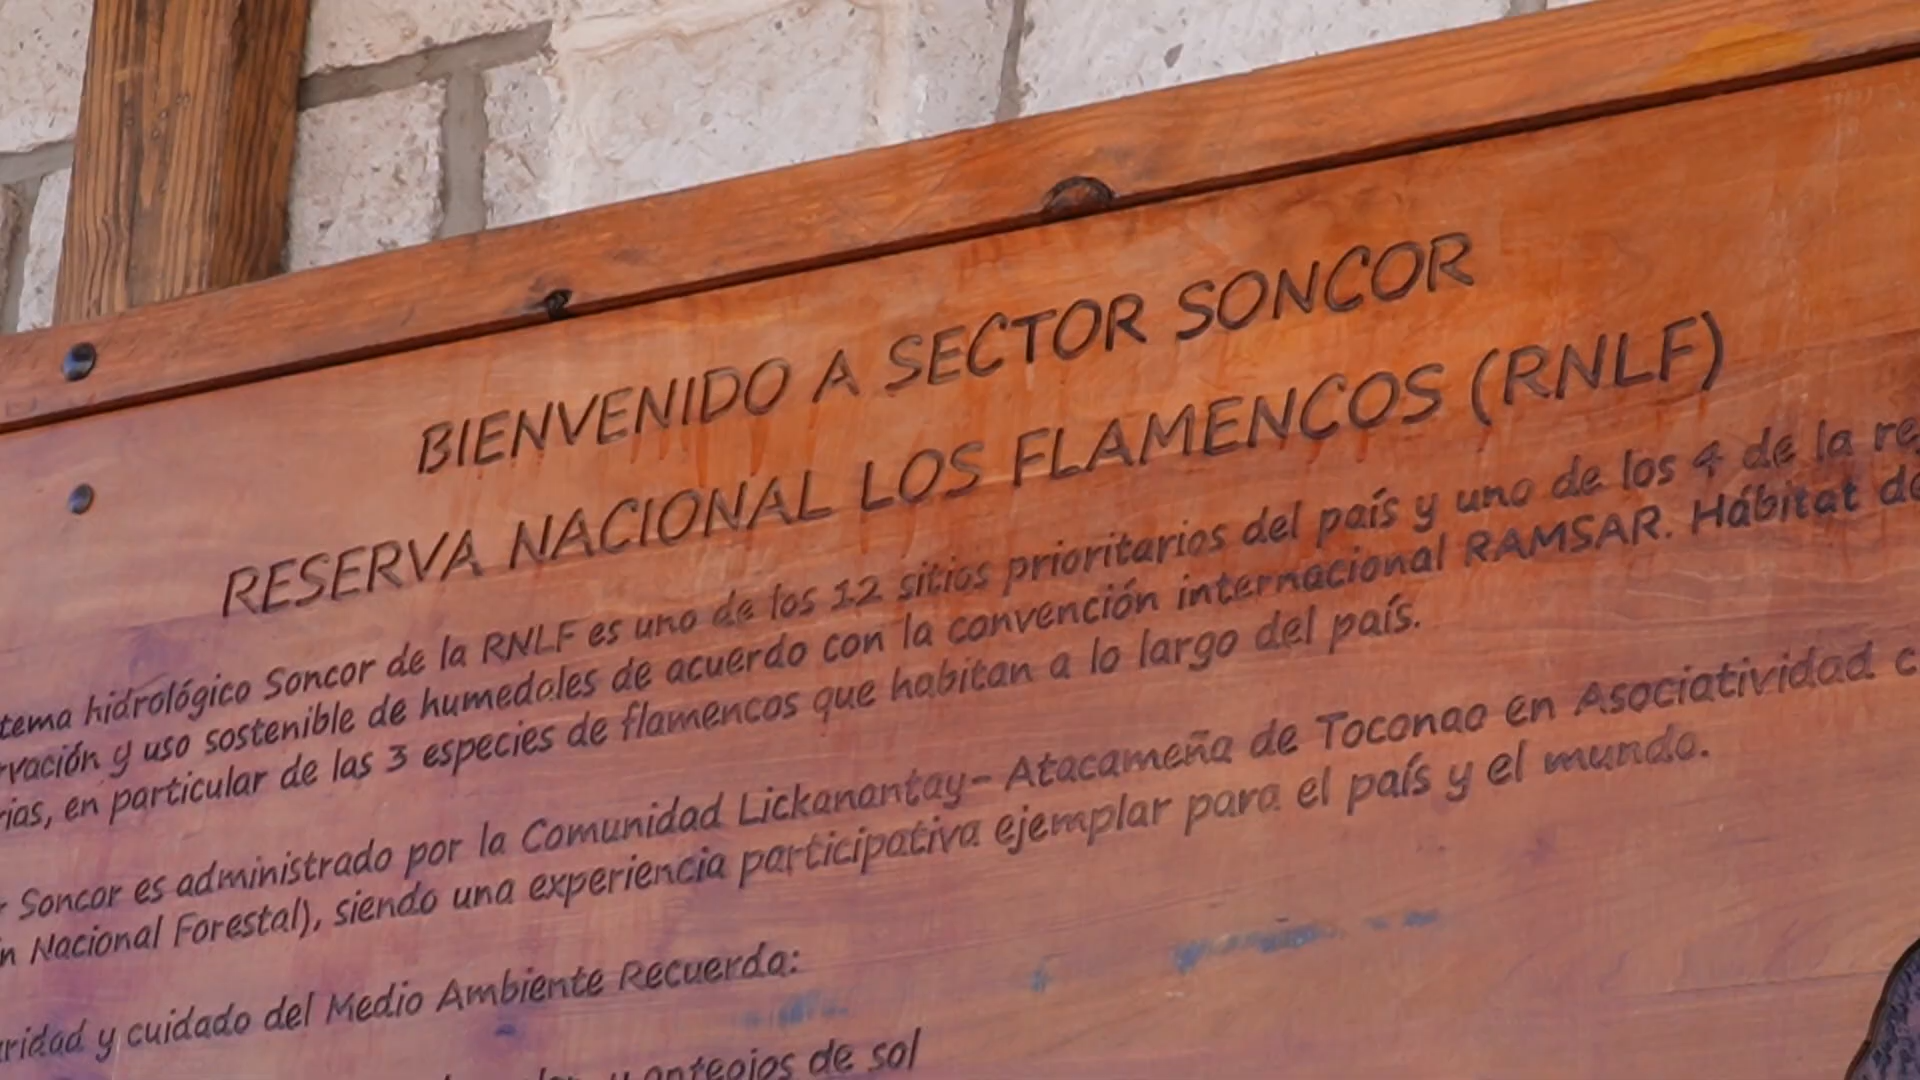 BIENVENIDO A SECTOR SONCOR
RESERVA NACIONAL LOS FLAMENCOS (RNLF)
tema hidrológico Soncor de la RNLF es uno de los 12 sitios prioritarios del país y uno de los 4 de la re
rvación y uso sostenible de humedales de acuerdo con la convención internacional RAMSAR. Hábitat de
rias, en particular de las 3 especies de flamencos que habitan a lo largo del país.
r Soncor es administrado por la Comunidad Lickanantay- Atacameña de Toconao en Asociatividad c
n Nacional Forestal), siendo una experiencia participativa ejemplar para el país y el mundo.
uridad y cuidado del Medio Ambiente Recuerda:
y anteojos de sol